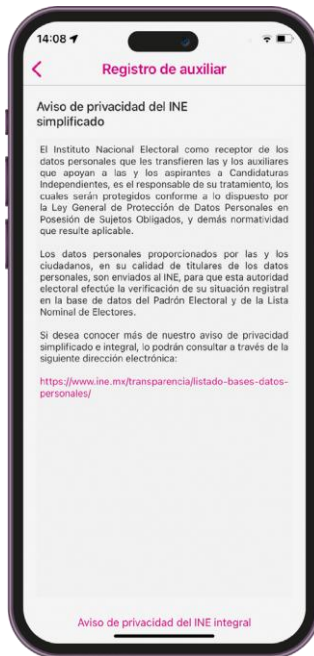 14:08
Registro de auxiliar
Aviso de privacidad del INE
simplificado
El Instituto Nacional Electoral como receptor de los
datos personales que les transfieren las y los auxiliares
que apoyan a las y los aspirantes a Candidaturas
Independientes, es el responsable de su tratamiento, los
cuales serán protegidos conforme a lo dispuesto por
la Ley General de Protección de Datos Personales en
Posesión de Sujetos Obligados, y demás normatividad
que resulte aplicable.
Los datos personales proporcionados por las y los
ciudadanos, en su calidad de titulares de los datos
personales, son enviados al INE, para que esta autoridad
electoral efectúe la verificación de su situación registral
en la base de datos del Padrón Electoral y de la Lista
Nominal de Electores.
Si desea conocer más de nuestro aviso de privacidad
simplificado e integral, lo podrán consultar a través de la
siguiente dirección electrónica:
https://www.ine.mx/transparencia/listado-bases-datos-
personales/
Aviso de privacidad del INE integral